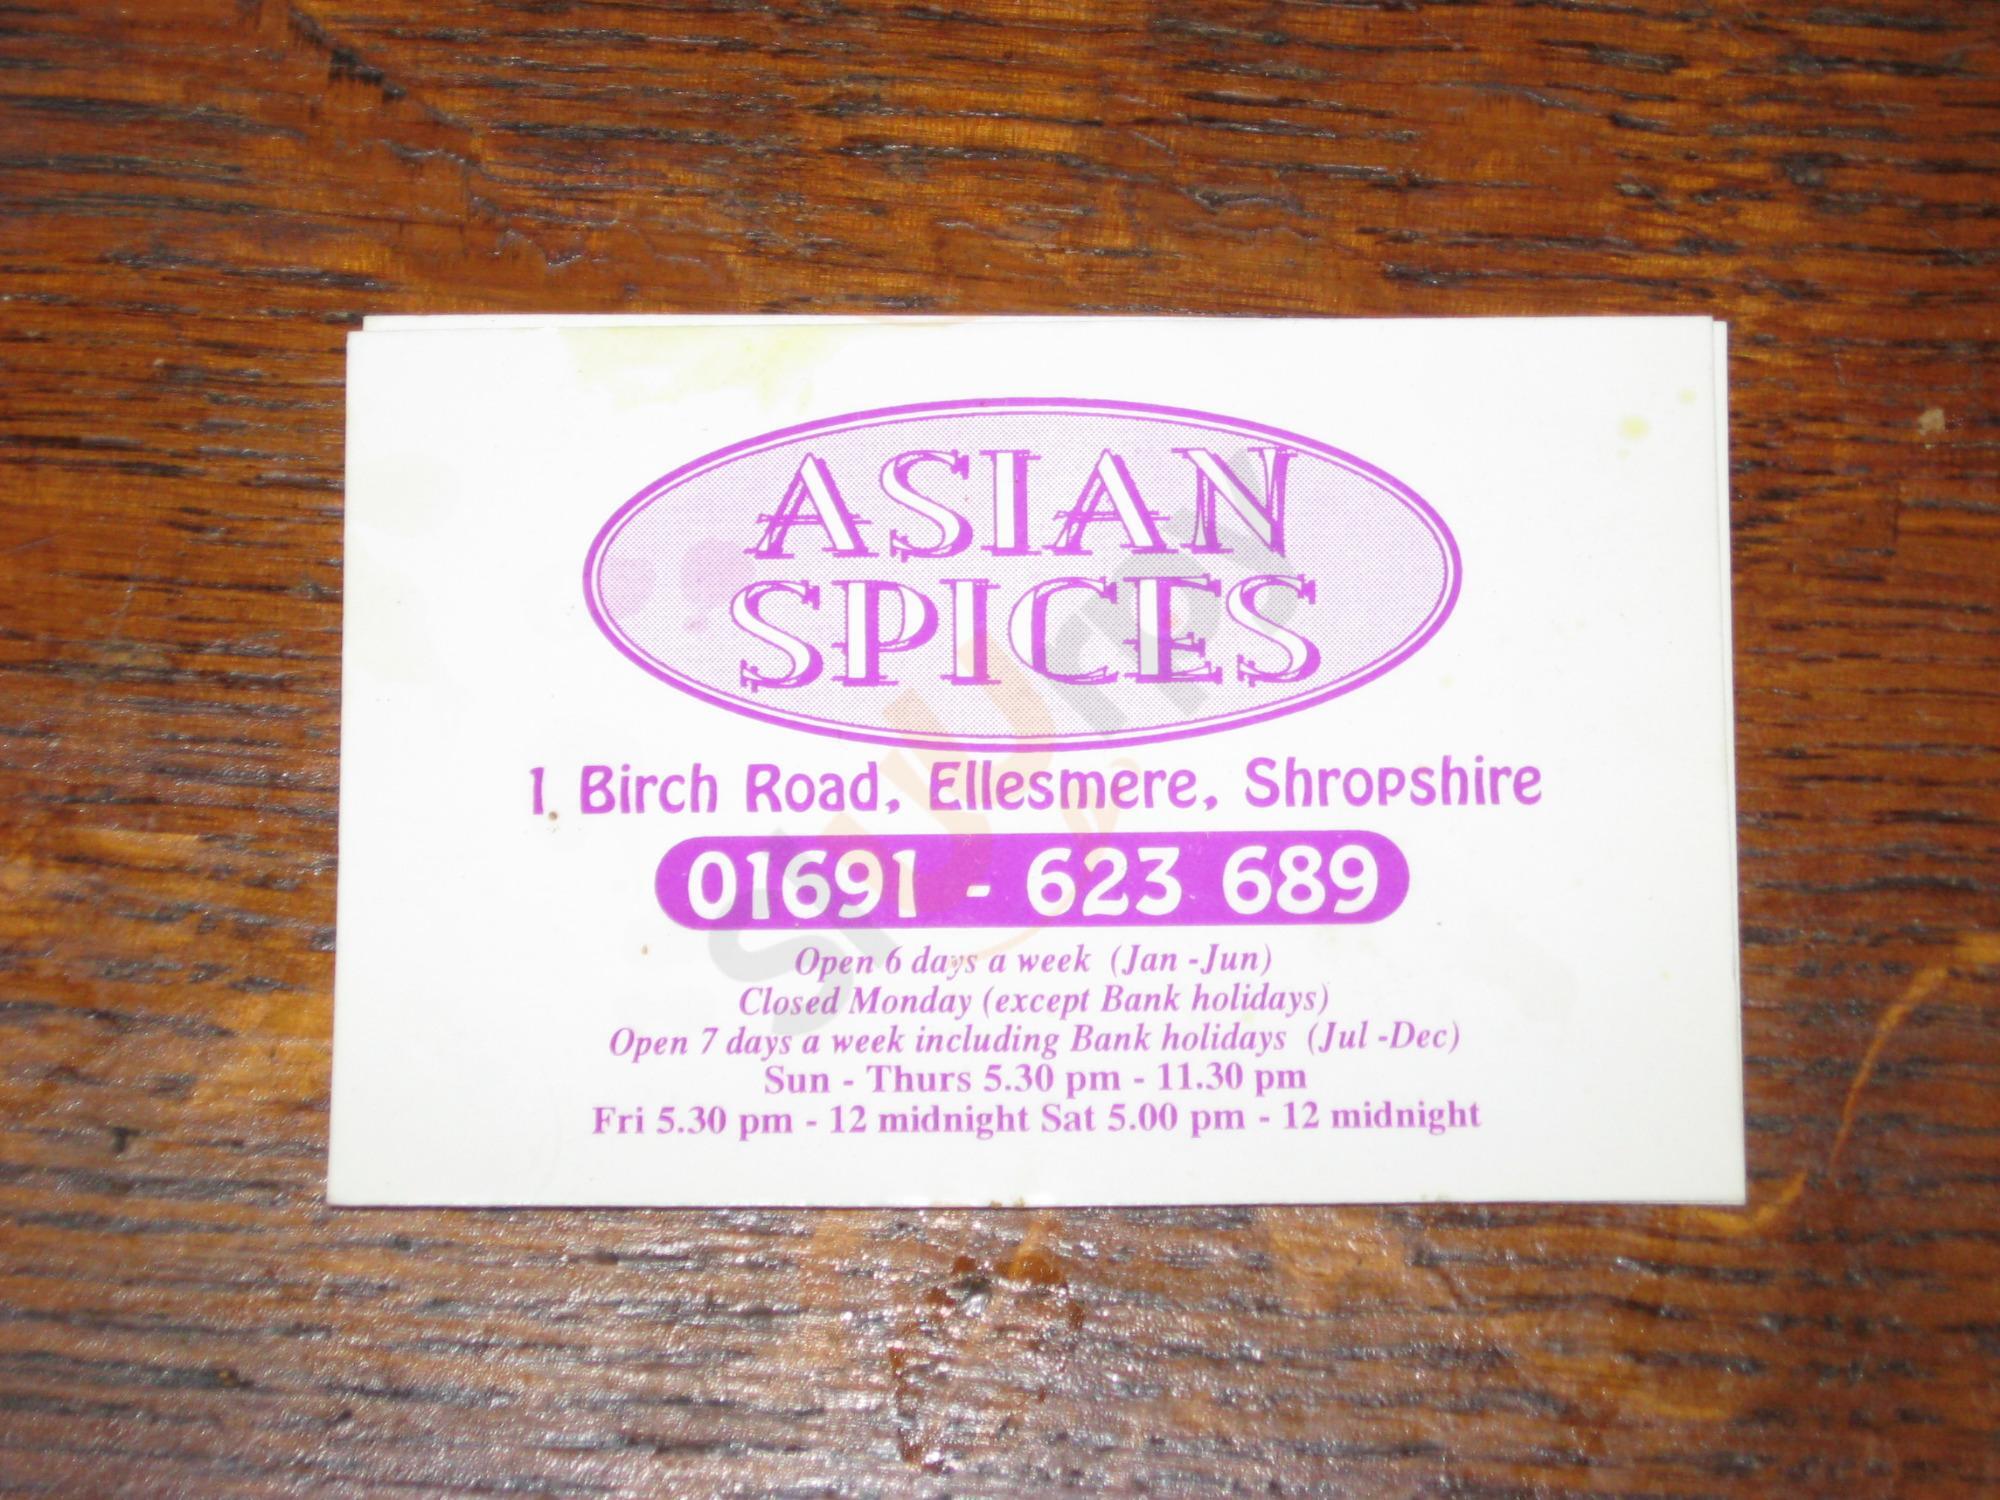 ASIAN
SPICES
1. Birch Road, Ellesmere, Shropshire
01691 - 623 689
Open 6 days a week (Jan -Jun)
Closed Monday (except Bank holidays)
Open 7 days a week including Bank holidays (Jul -Dec)
Sun - Thurs 5.30 pm - 11.30 pm
Fri 5.30 pm - 12 midnight Sat 5.00 pm - 12 midnight